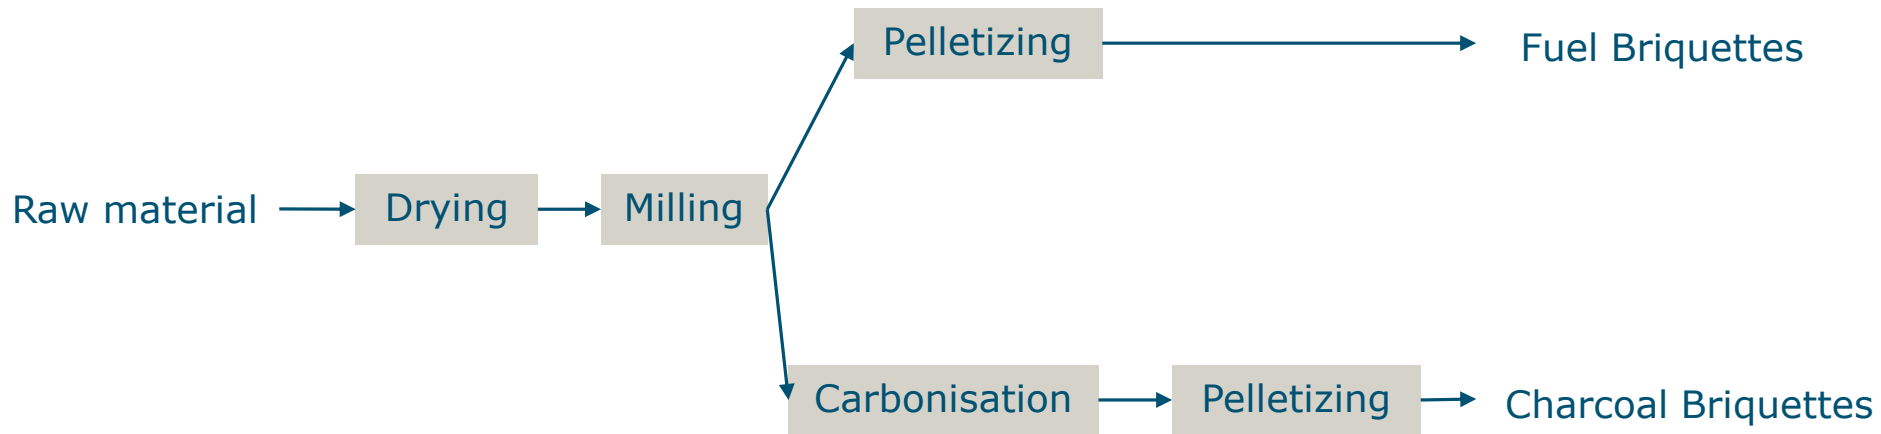 Pelletizing
Fuel Briquettes
Raw material
Drying
Milling
Carbonisation
Pelletizing
Charcoal Briquettes